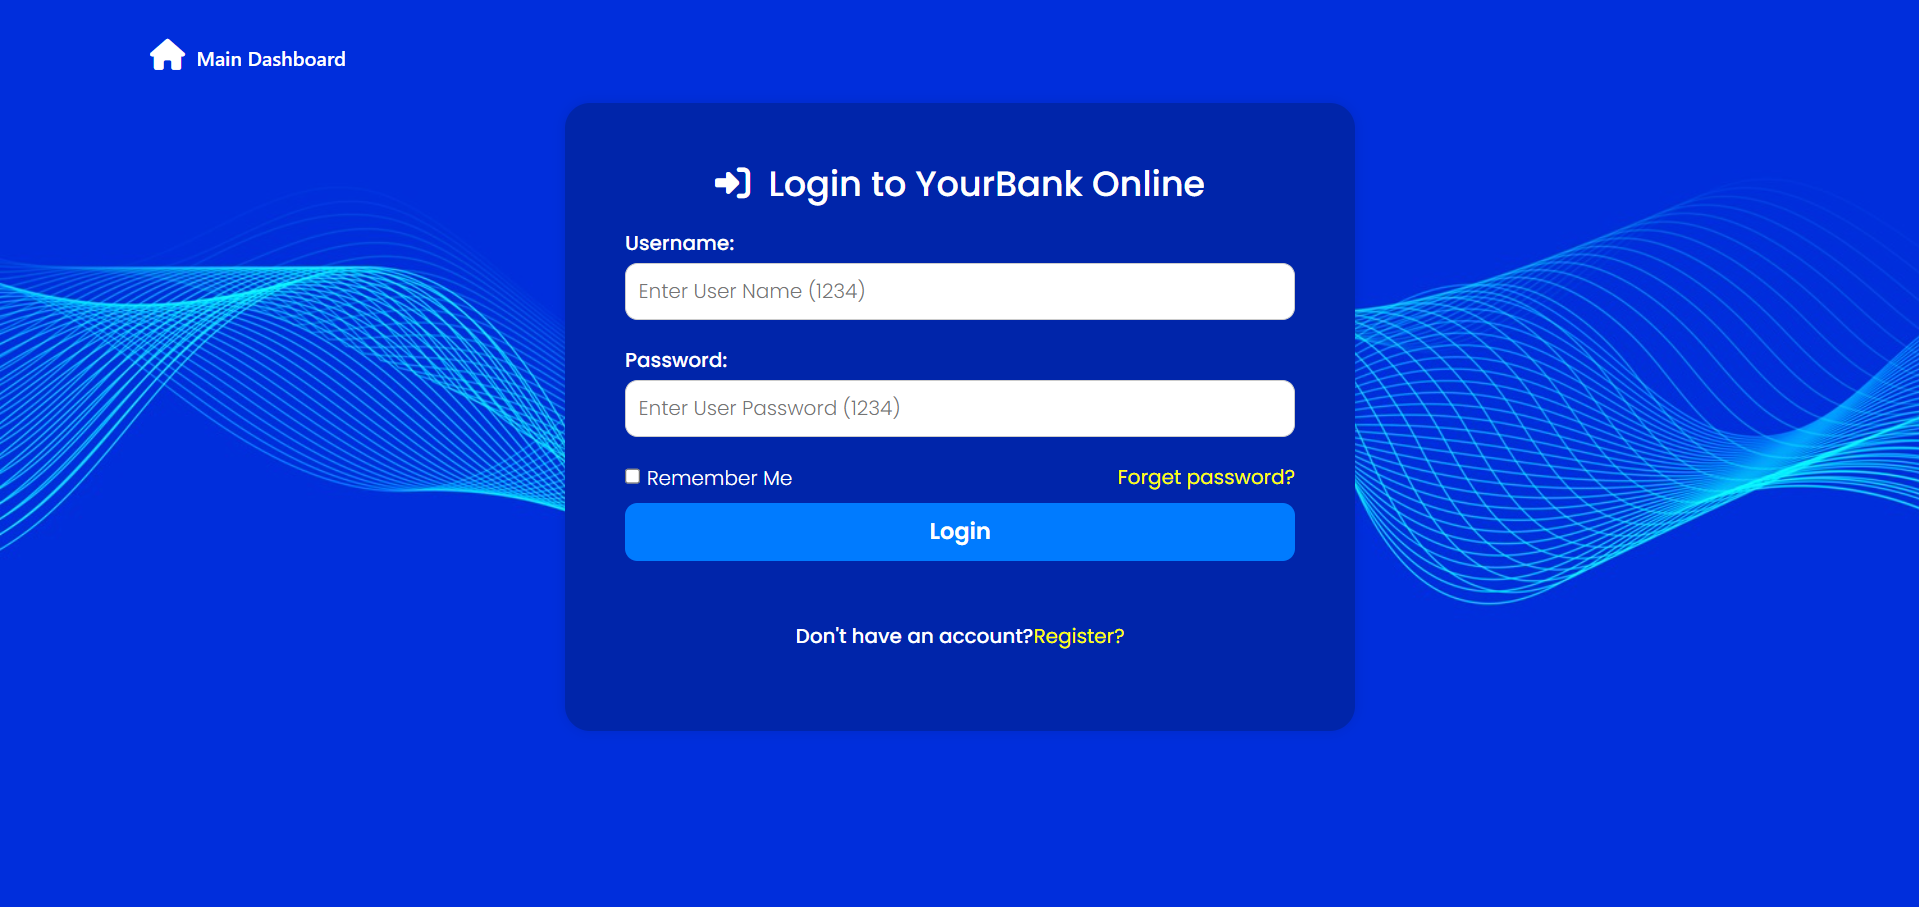 Main Dashboard
Login to YourBank Online
Username:
Enter User Name (1234)
Password:
Enter User Password (1234)
Remember Me Forget password?
Login
Don't have an account?Register?